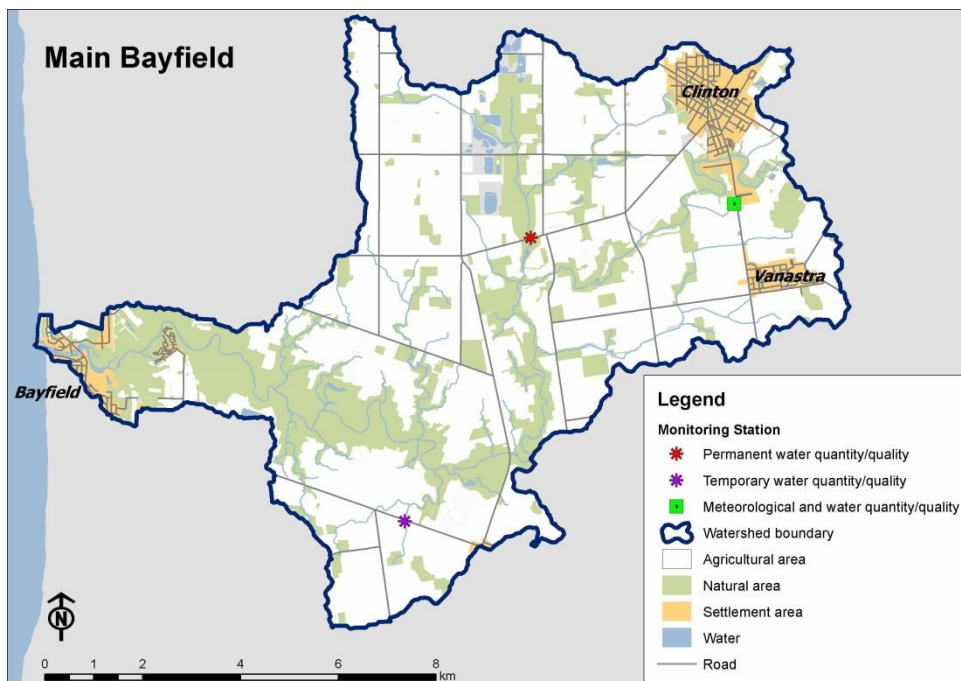 Main Bayfield
Clinton
Vanastra
Bayfield
Legend
Monitoring Station
Permanent water quantity/quality
Temporary water quantity/quality
Meteorological and water quantity/quality
Watershed boundary
Agricultural area
Natural area
Settlement area
Water
Road
N
0 1 2 4 6 8
km